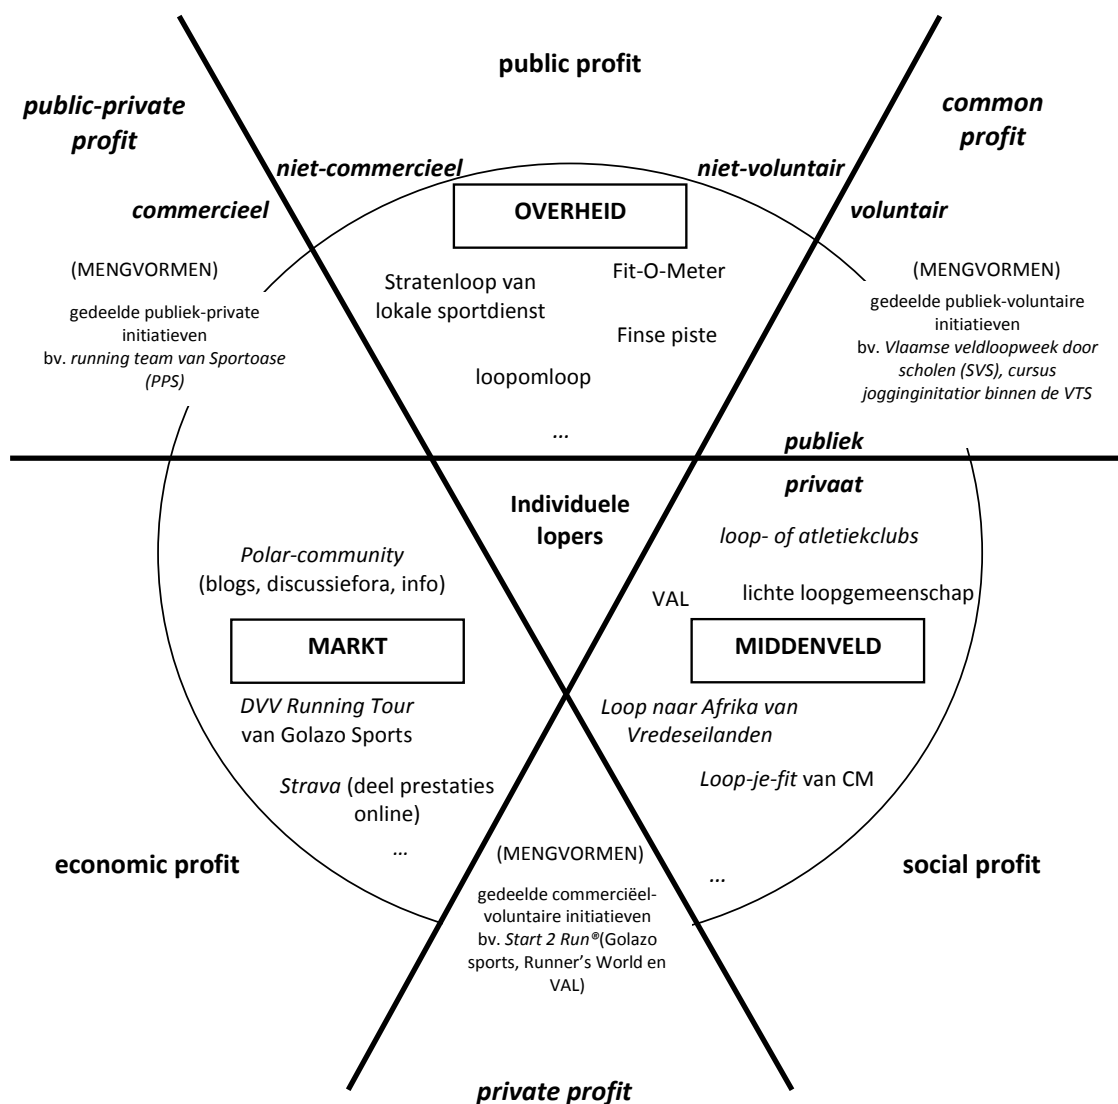 public profit
public-private
profit
common
profit
niet-commercieel
niet-voluntair
commercieel
OVERHEID
voluntair
(MENGVORMEN)
gedeelde publiek-private
initiatieven
bv. running team van Sportoase
(PPS)
Stratenloop van
lokale sportdienst
Fit-O-Meter
Finse piste
loopomloop
...
(MENGVORMEN)
gedeelde publiek-voluntaire
initiatieven
bv. Vlaamse veldloopweek door
scholen (SVS), cursus
jogginginitatior binnen de VTS
publiek
privaat
Individuele
lopers
Polar-community
(blogs, discussiefora, info)
MARKT
DVV Running Tour
van Golazo Sports
Strava (deel prestaties
online)
...
loop- of atletiekclubs
VAL
lichte loopgemeenschap
MIDDENVELD
Loop naar Afrika van
Vredeseilanden
Loop-je-fit van CM
...
economic profit
(MENGVORMEN)
gedeelde commerciëel-
voluntaire initiatieven
bv. Start 2 Run®(Golazo
sports, Runner's World en
VAL)
social profit
private profit